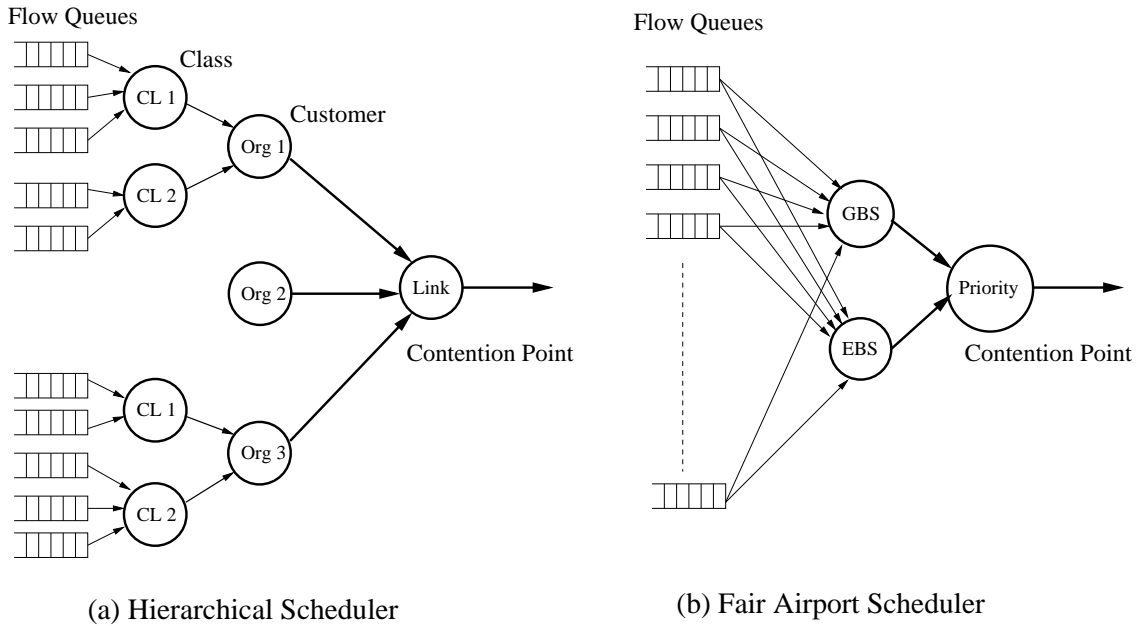 Flow Queues
Class
CL 1
Customer
Org 1
CL 2
Org 2
Link
Contention Point
CL 1
Org 3
CL 2
(a) Hierarchical Scheduler
Flow Queues
GBS
Priority
EBS
Contention Point
(b) Fair Airport Scheduler